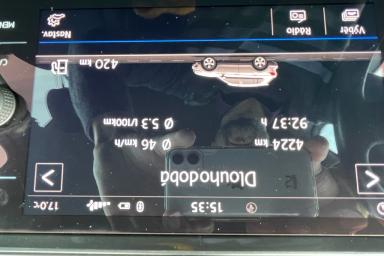 15:35 17.0°C
Dlouhodobá
4224 km Ø 46 km/h
92:37 h Ø 5.3 l/100km
420 km
Výběr Rádio Nastav.
MENU